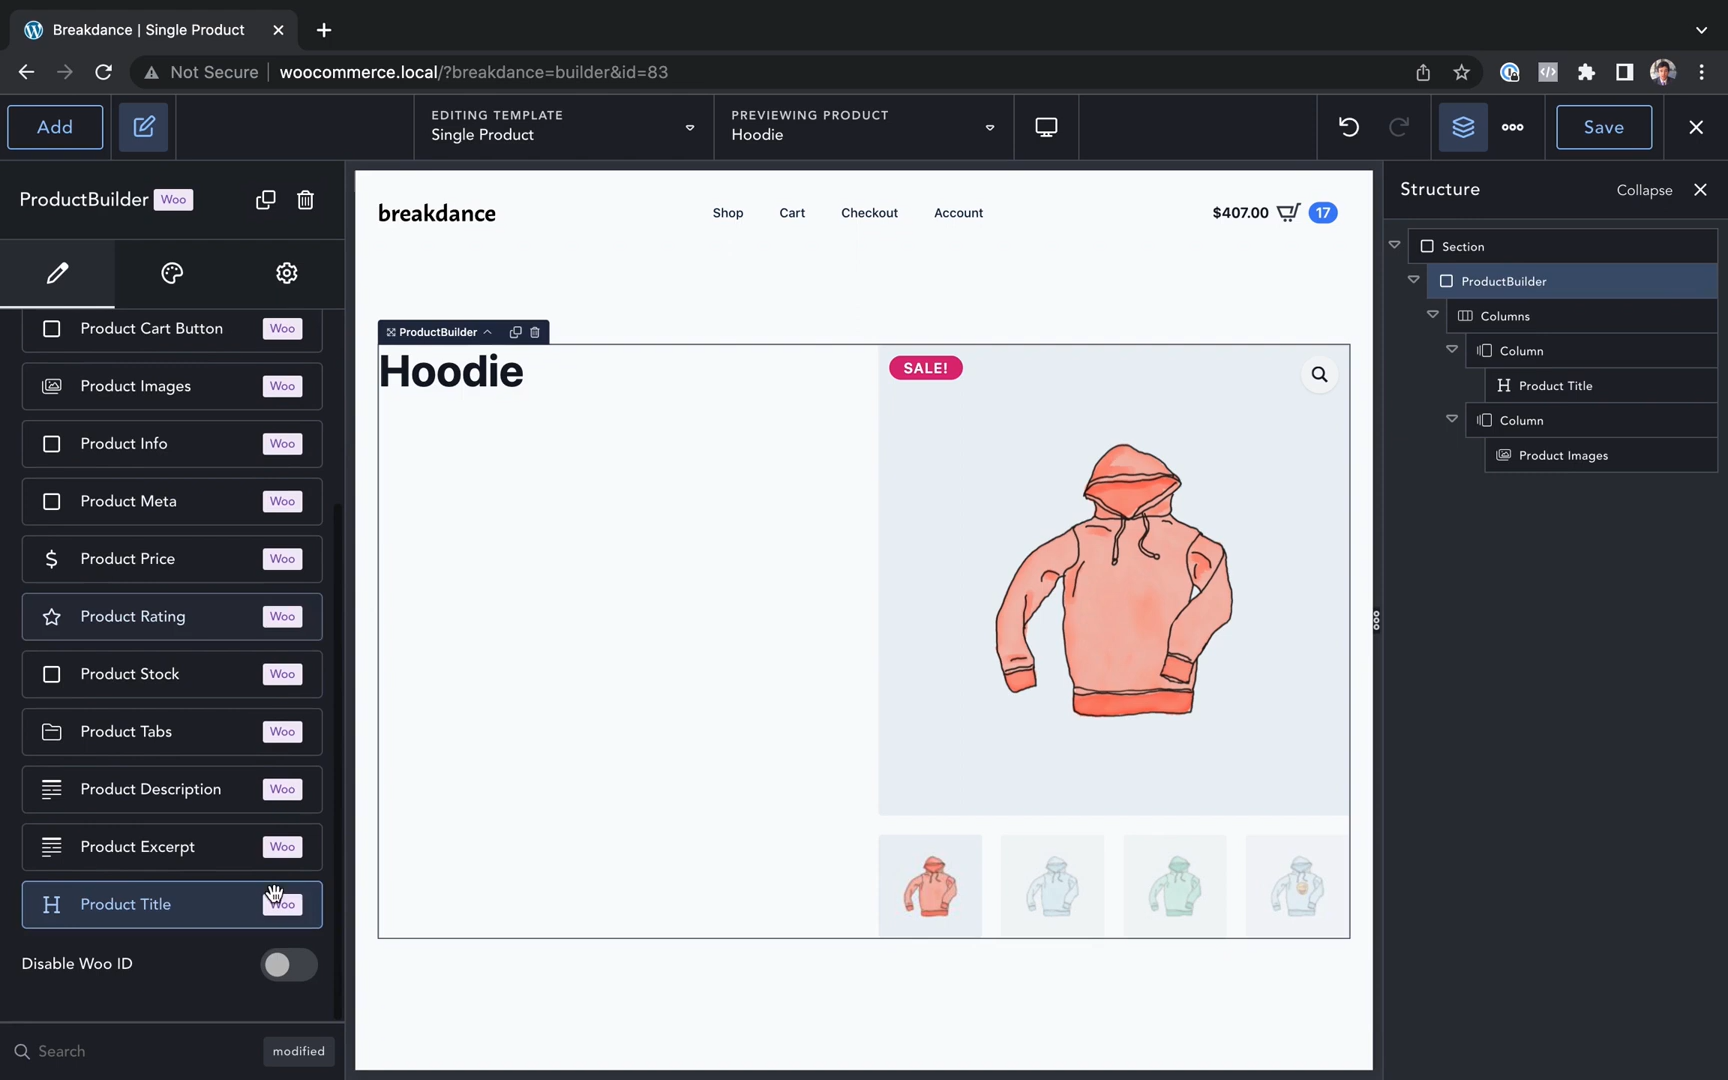 Breakdance | Single Product
Not Secure
woocommerce.local/?breakdance=builder&id=83
Add
EDITING TEMPLATE
Single Product
PREVIEWING PRODUCT
Hoodie
Save
ProductBuilder Woo
Product Cart Button Woo
Product Images Woo
Product Info Woo
Product Meta Woo
Product Price Woo
Product Rating Woo
Product Stock Woo
Product Tabs Woo
Product Description Woo
Product Excerpt Woo
Product Title Woo
Disable Woo ID
Search
modified
breakdance
Shop Cart Checkout Account
$407.00 17
ProductBuilder
Hoodie
SALE!
Structure Collapse
Section
ProductBuilder
Columns
Column
Product Title
Column
Product Images